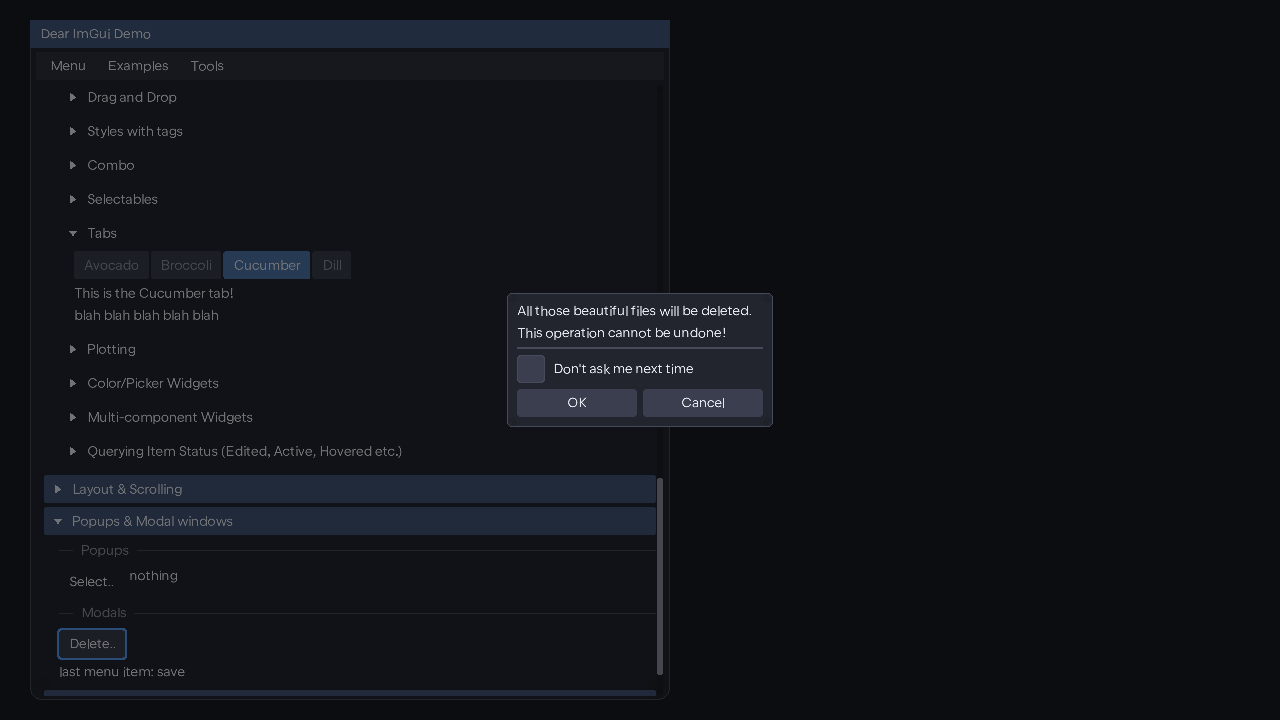 Dear ImGui Demo
Menu Examples Tools
Drag and Drop
Styles with tags
Combo
Selectables
Tabs
Avocado Broccoli Cucumber Dill
This is the Cucumber tab!
blah blah blah blah blah
Plotting
Color/Picker Widgets
Multi-component Widgets
Querying Item Status (Edited, Active, Hovered etc.)
Layout & Scrolling
Popups & Modal windows
Popups
Select.. nothing
Modals
Delete..
last menu item: save
All those beautiful files will be deleted.
This operation cannot be undone!
Don't ask me next time
OK Cancel